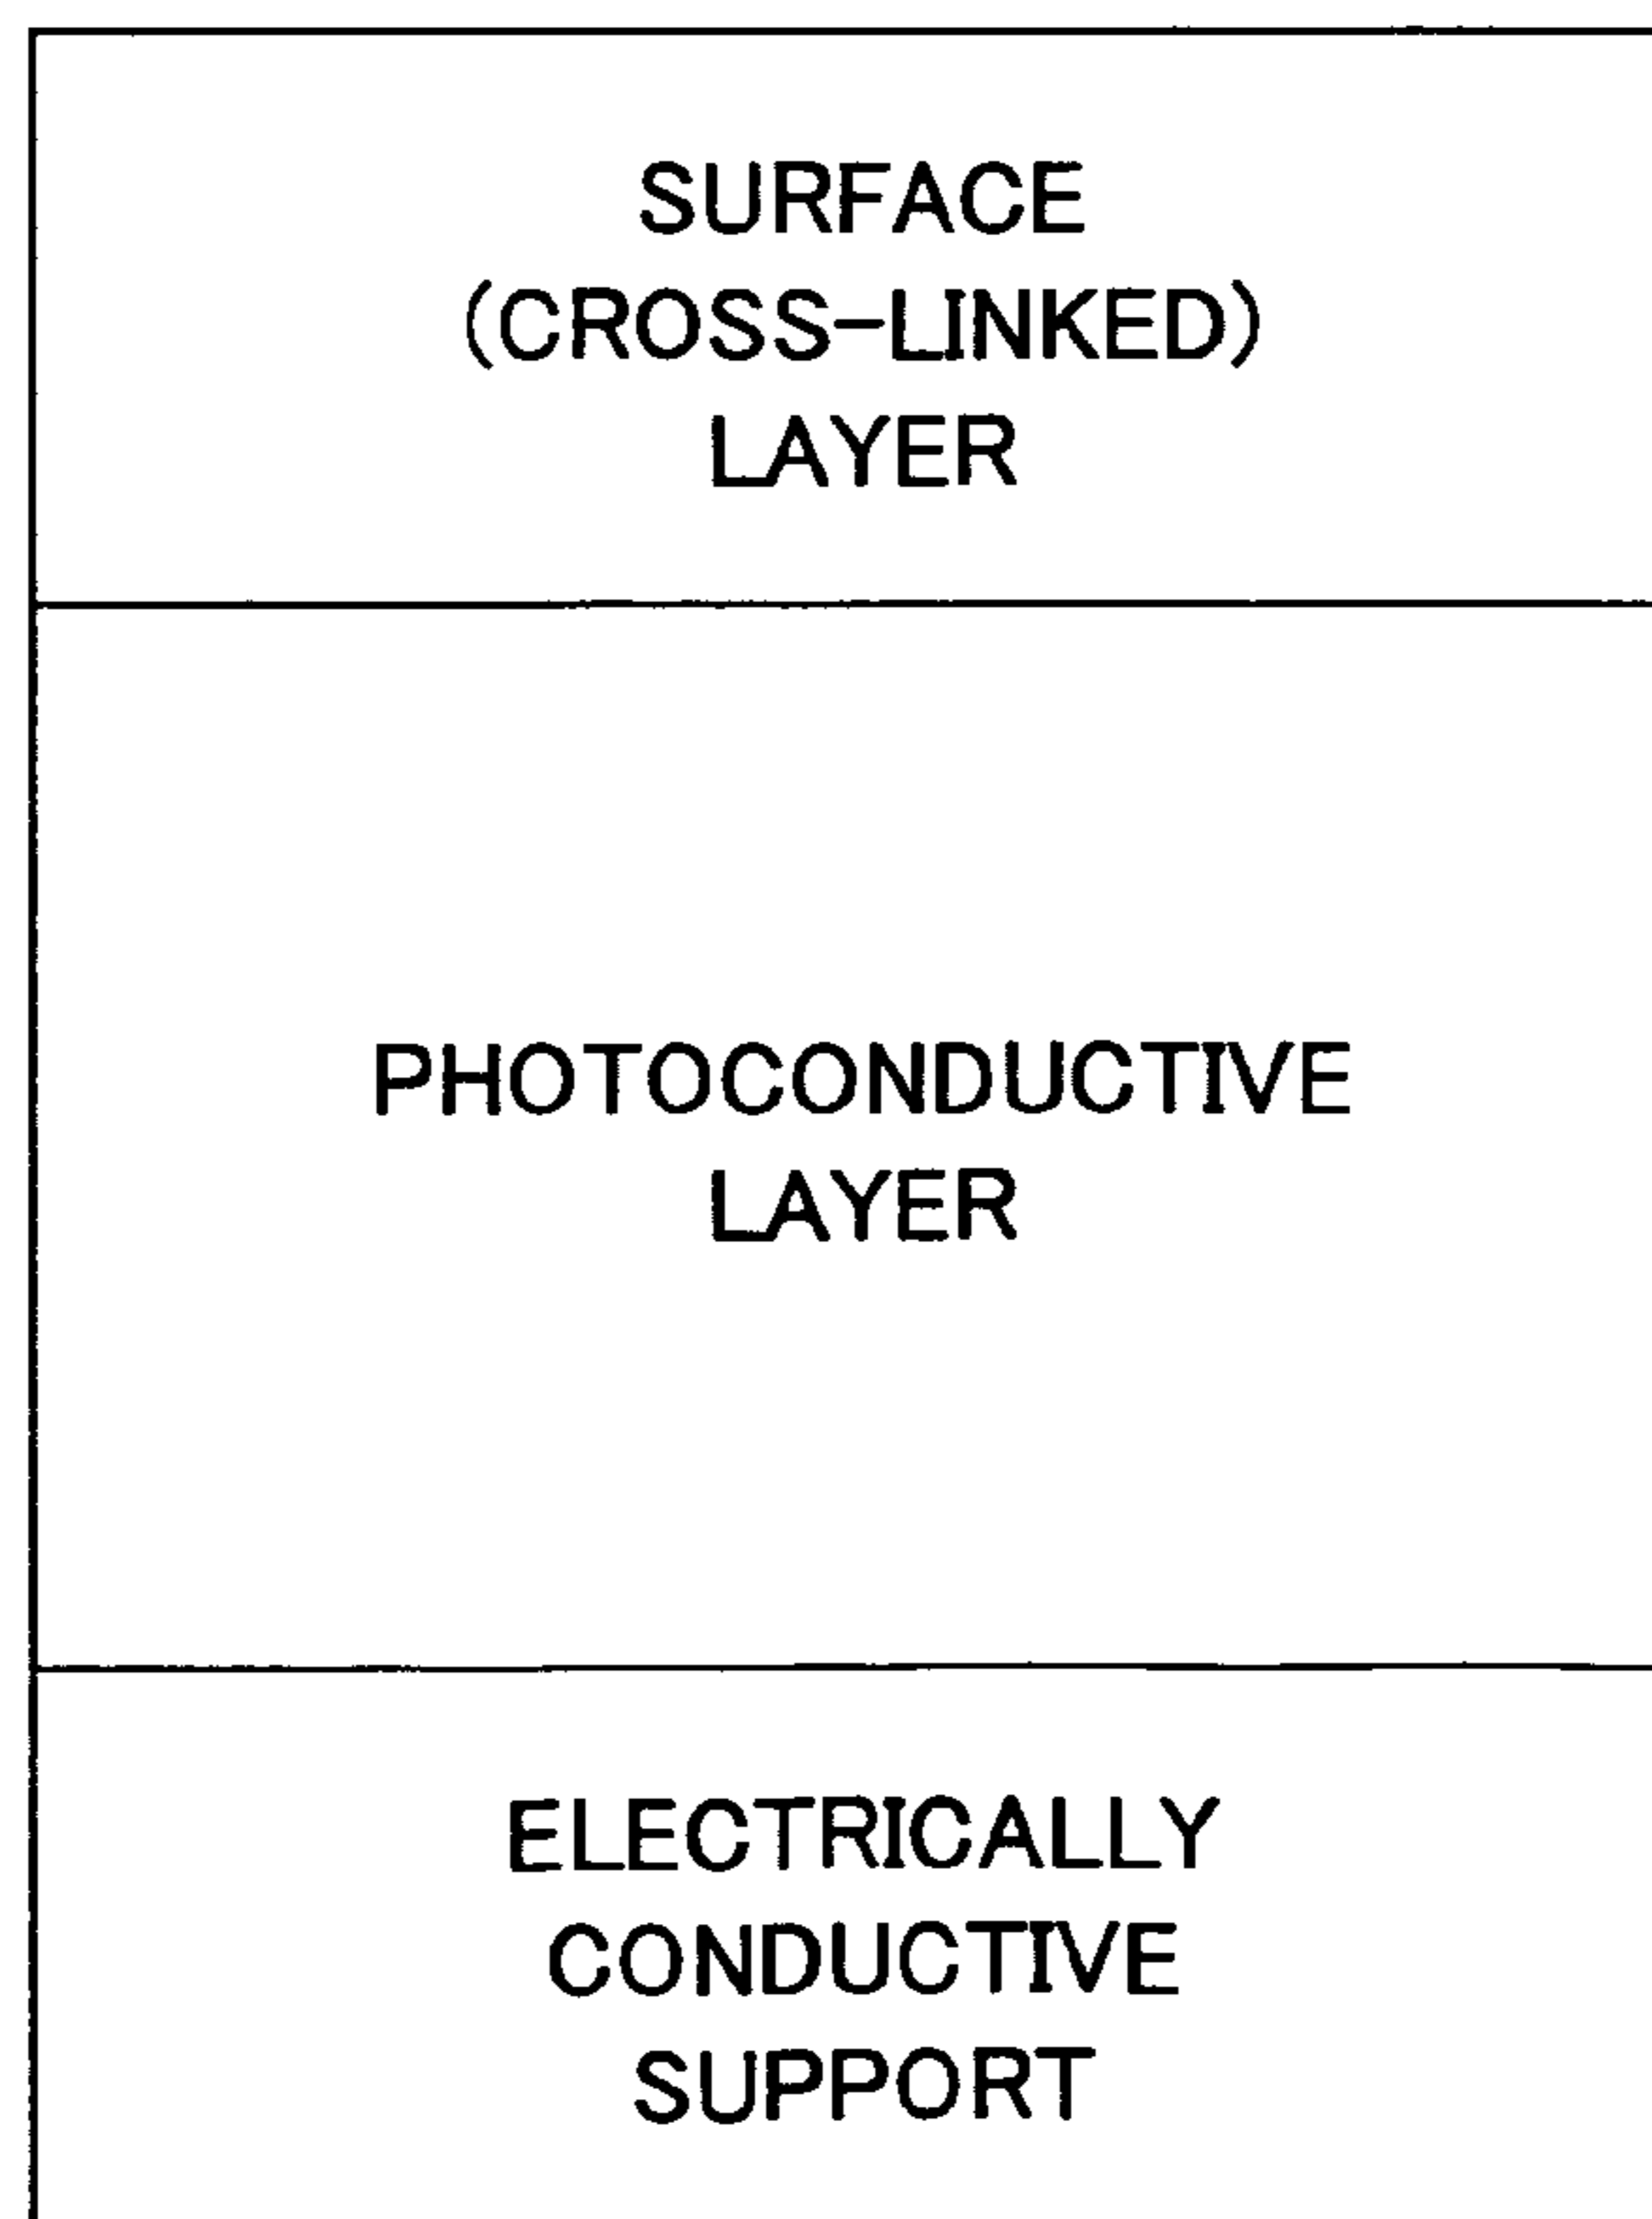 SURFACE
(CROSS-LINKED)
LAYER
PHOTOCONDUCTIVE
LAYER
ELECTRICALLY
CONDUCTIVE
SUPPORT